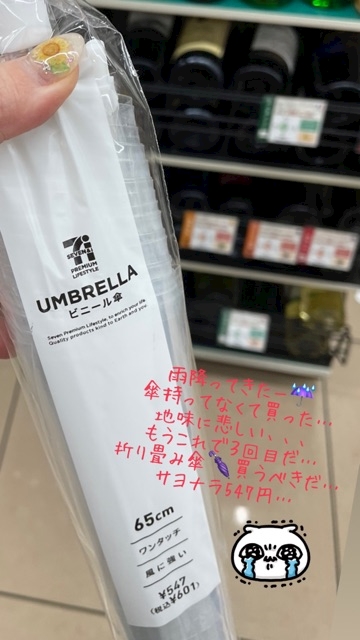 7i
SEVEN&i
PREMIUM
LIFESTYLE
UMBRELLA
ビニール傘
Seven Premium Lifestyle, to enrich your life
Quality products kind to Earth and you.
雨降ってきたー☔
傘持ってなくて買った...
地味に悲しい、、、
もうこれで3回目だ...
折り畳み傘🌂買うべきだ...
サヨナラ547円...
65cm
ワンタッチ
風に強い
¥547
(税込¥601)